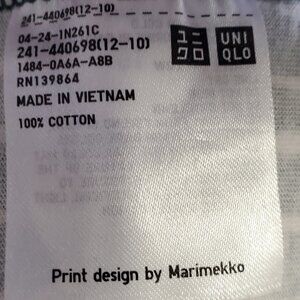 241-440698(12-10)
04-24-1N261C
241-440698(12-10)
1484-0A6A-A8B
RN139864
MADE IN VIETNAM
100% COTTON
ユニ
クロ
UNI
QLO
Print design by Marimekko